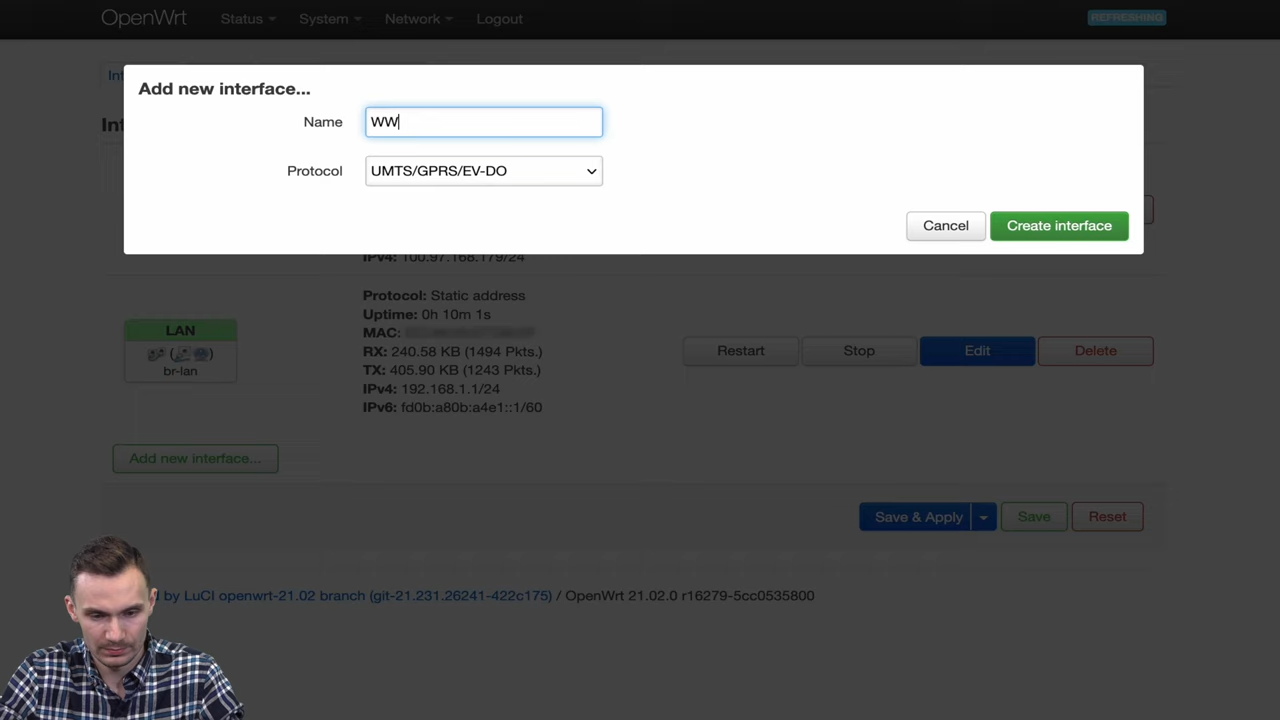 OpenWrt Status System Network Logout REFRESHING
Add new interface...
Name WW
Protocol UMTS/GPRS/EV-DO
Cancel Create interface
IPv4: 100.97.168.179/24
Protocol: Static address
Uptime: 0h 10m 1s
LAN
MAC:
Restart Stop Edit Delete
RX: 240.58 KB (1494 Pkts.)
br-lan
TX: 405.90 KB (1243 Pkts.)
IPv4: 192.168.1.1/24
IPv6: fd0b:a80b:a4e1::1/60
Add new interface...
Save & Apply Save Reset
by LuCI openwrt-21.02 branch (git-21.231.26241-422c175) / OpenWrt 21.02.0 r16279-5cc0535800